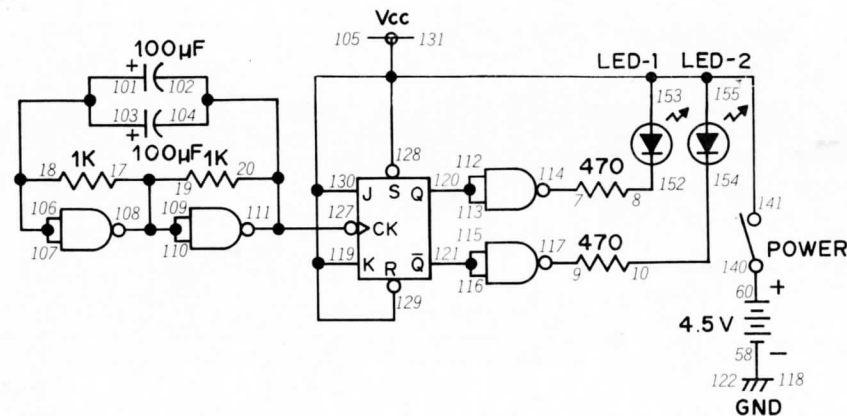 Vcc
105 131
100µF
101 102
103 104
100µF
LED-1 LED-2
153 155
18 1K 17 19 1K 20
106 107 108 109 110 111
128
130 J S Q 120
127 CK
119 K R Q̅ 121
129
112 113 114 470 7 8
115 116 117 470 9 10
152 154
141
POWER
140
60 +
4.5V
58 −
122 118
GND